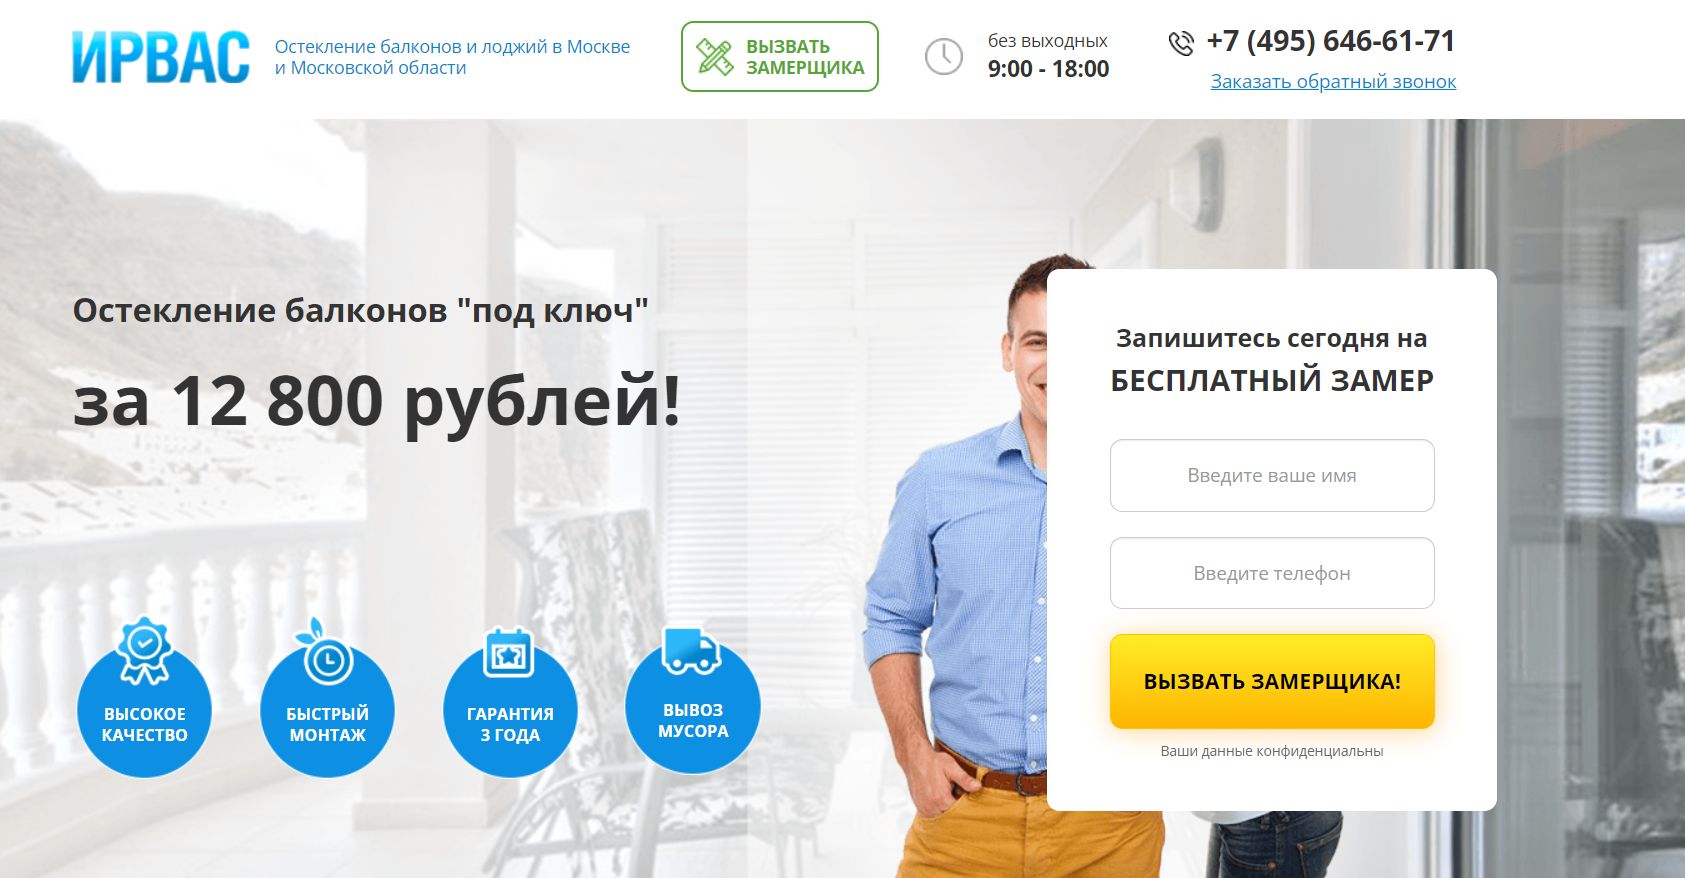 ИРВАС
Остекление балконов и лоджий в Москве
и Московской области
ВЫЗВАТЬ
ЗАМЕРЩИКА
без выходных
9:00 - 18:00
+7 (495) 646-61-71
Заказать обратный звонок
Остекление балконов "под ключ"
за 12 800 рублей!
ВЫСОКОЕ
КАЧЕСТВО
БЫСТРЫЙ
МОНТАЖ
ГАРАНТИЯ
3 ГОДА
ВЫВОЗ
МУСОРА
Запишитесь сегодня на
БЕСПЛАТНЫЙ ЗАМЕР
Введите ваше имя
Введите телефон
ВЫЗВАТЬ ЗАМЕРЩИКА!
Ваши данные конфиденциальны